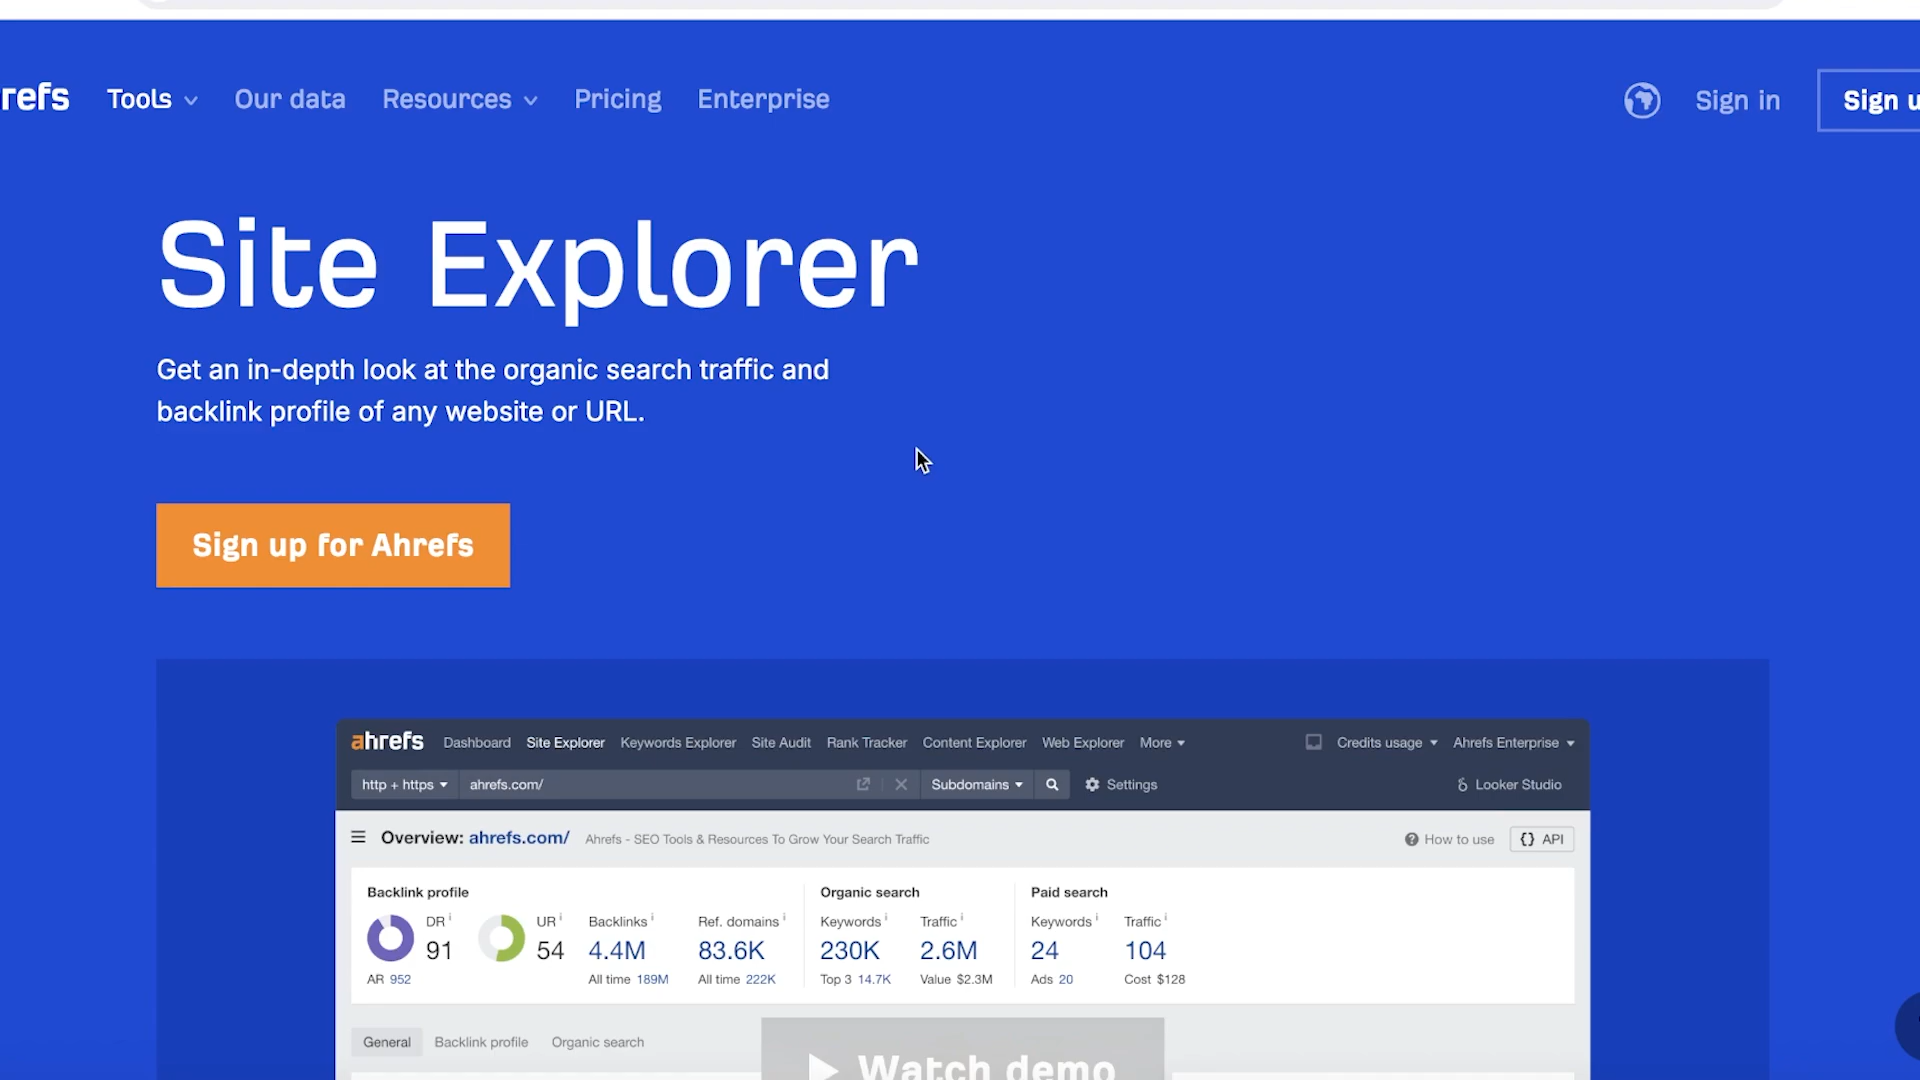 refs Tools Our data Resources Pricing Enterprise Sign in Sign u
Site Explorer
Get an in-depth look at the organic search traffic and
backlink profile of any website or URL.
Sign up for Ahrefs
ahrefs Dashboard Site Explorer Keywords Explorer Site Audit Rank Tracker Content Explorer Web Explorer More Credits usage Ahrefs Enterprise
http + https ahrefs.com/ Subdomains Settings Looker Studio
Overview: ahrefs.com/ Ahrefs - SEO Tools & Resources To Grow Your Search Traffic ? How to use {} API
Backlink profile Organic search Paid search
DR i UR i Backlinks i Ref. domains i Keywords i Traffic i Keywords i Traffic i
91 54 4.4M 83.6K 230K 2.6M 24 104
AR 952 All time 189M All time 222K Top 3 14.7K Value $2.3M Ads 20 Cost $128
General Backlink profile Organic search
Watch demo